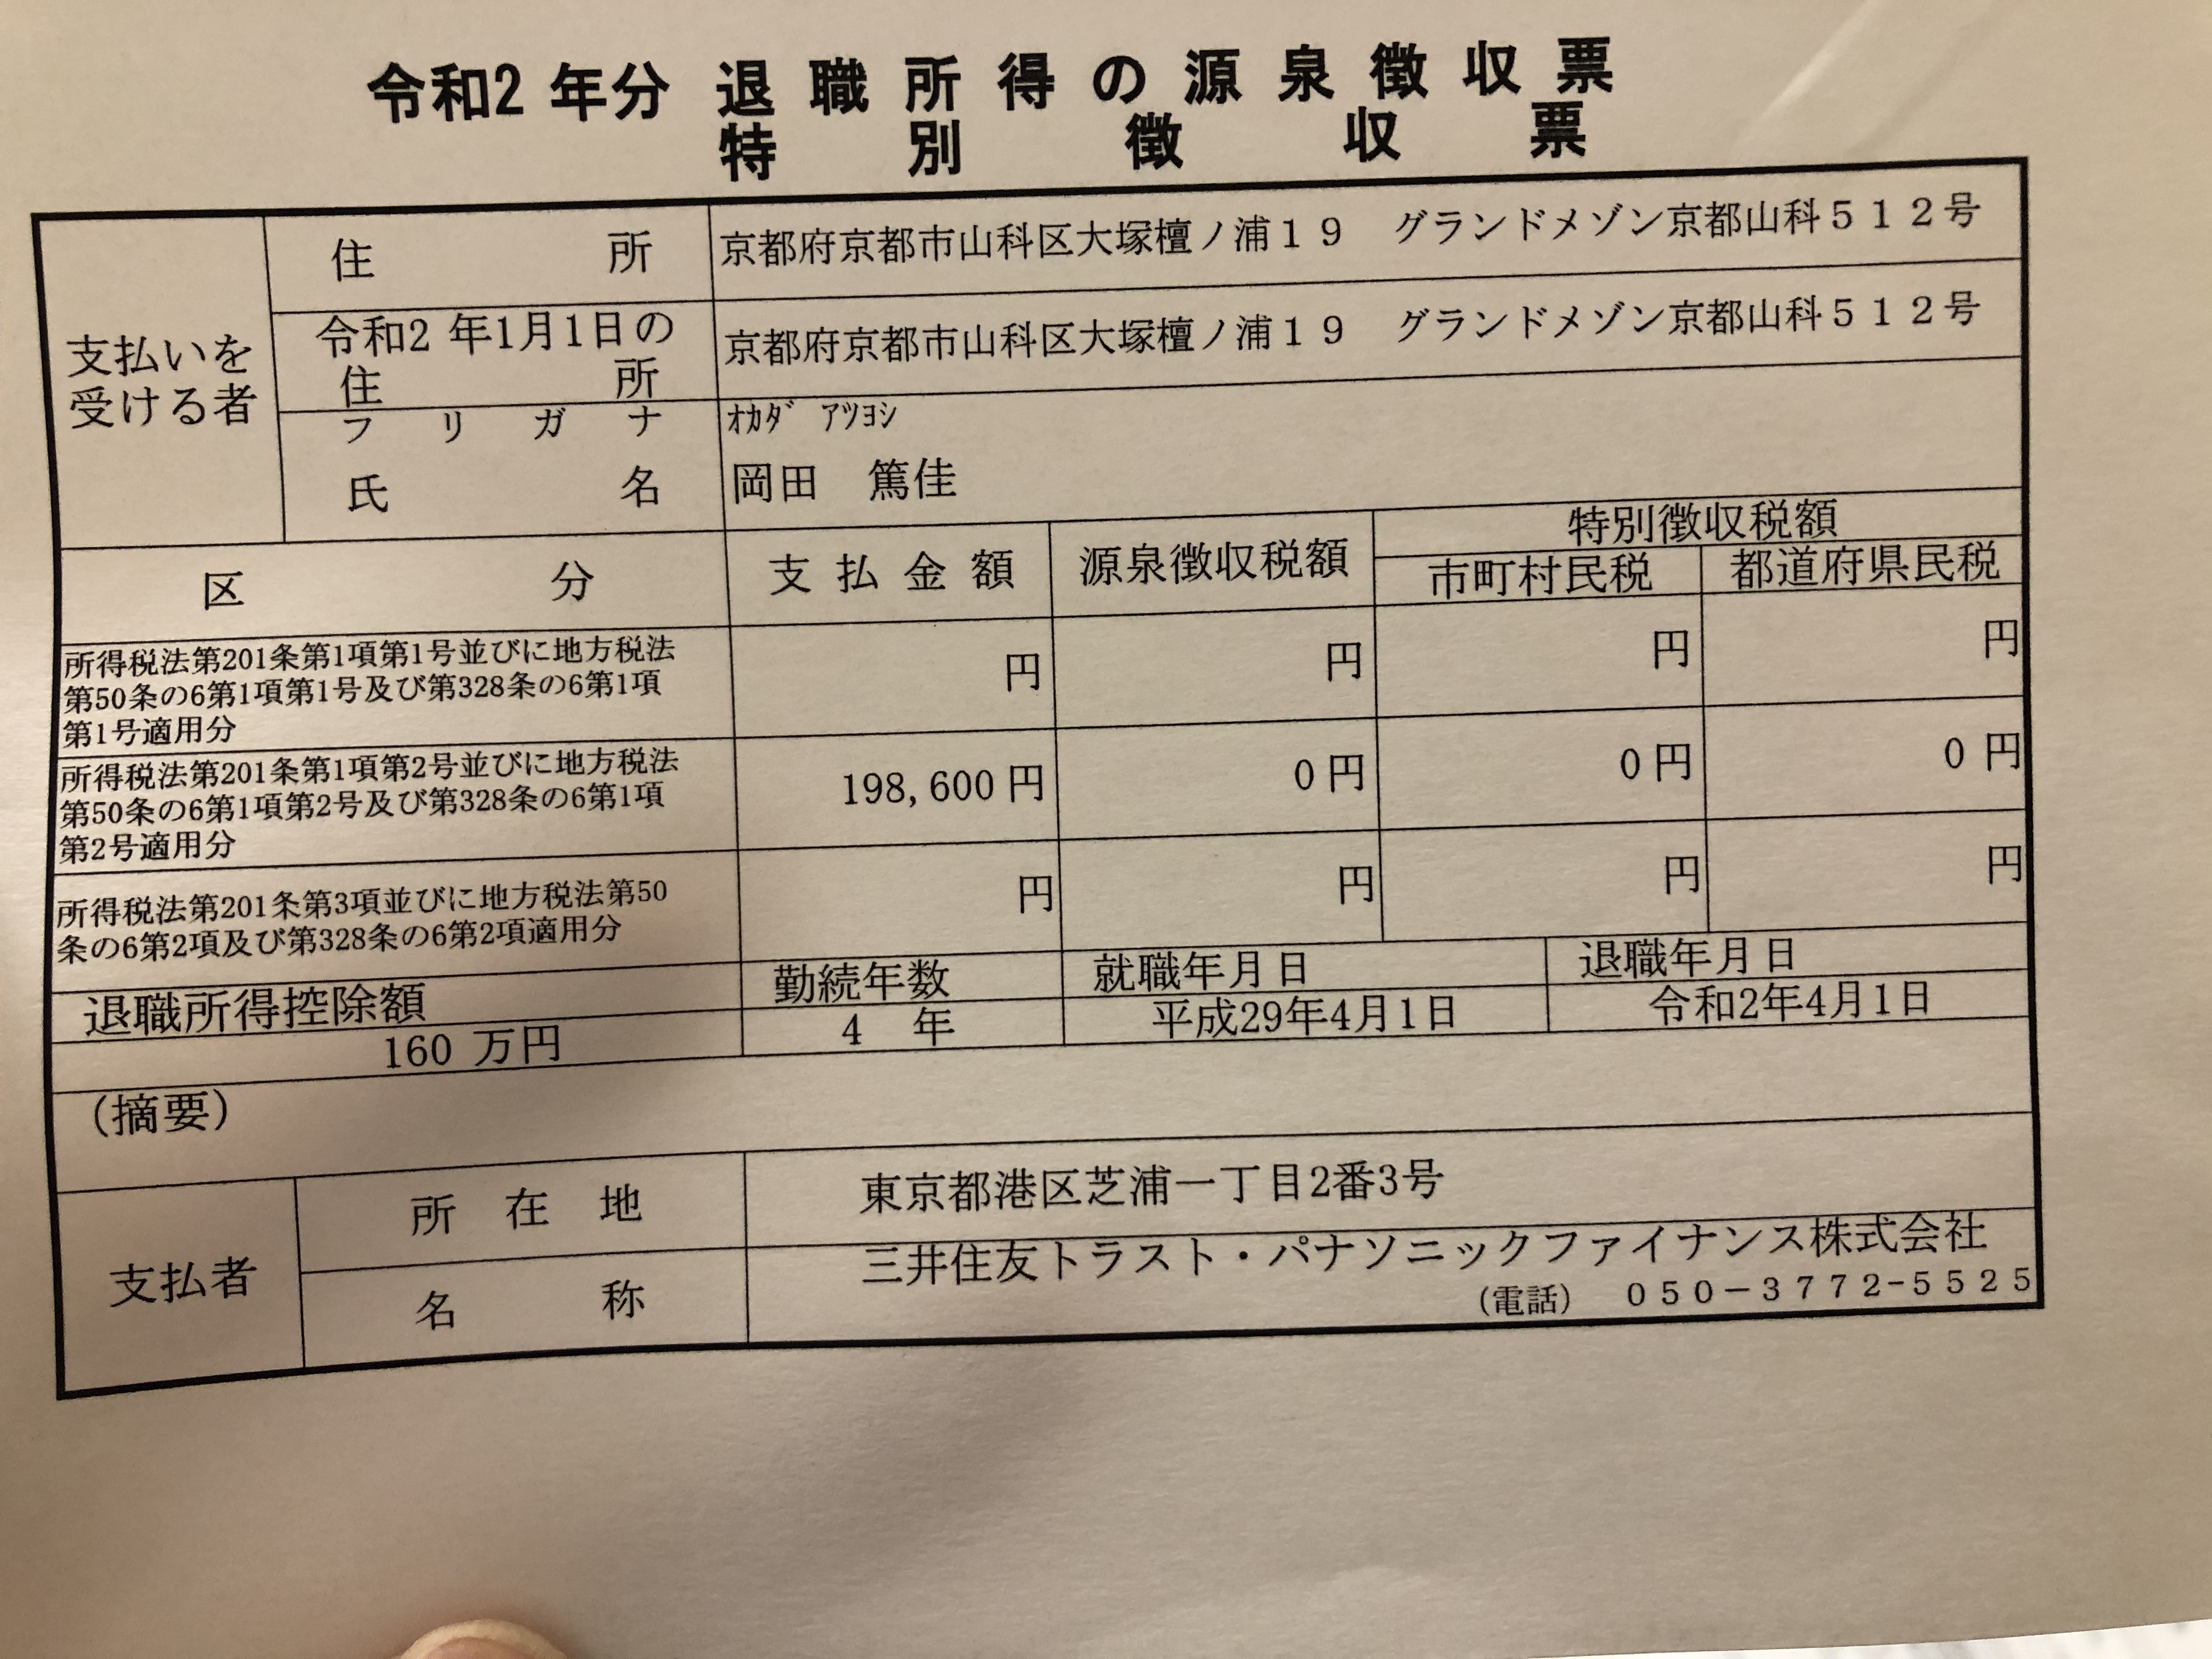 令和2 年分 退職所得の源泉徴収票
特別徴収票
支払いを
受ける者
住所
京都府京都市山科区大塚檀ノ浦19 グランドメゾン京都山科512号
令和2 年1月1日の
住所
京都府京都市山科区大塚檀ノ浦19 グランドメゾン京都山科512号
フリガナ
オカダ アツヨシ
氏名
岡田 篤佳
区分
支払金額
源泉徴収税額
特別徴収税額
市町村民税
都道府県民税
所得税法第201条第1項第1号並びに地方税法
第50条の6第1項第1号及び第328条の6第1項
第1号適用分
円
円
円
円
所得税法第201条第1項第2号並びに地方税法
第50条の6第1項第2号及び第328条の6第1項
第2号適用分
198,600 円
0 円
0 円
0 円
所得税法第201条第3項並びに地方税法第50
条の6第2項及び第328条の6第2項適用分
円
円
円
円
退職所得控除額
勤続年数
就職年月日
退職年月日
160 万円
4 年
平成29年4月1日
令和2年4月1日
(摘要)
支払者
所在地
東京都港区芝浦一丁目2番3号
名称
三井住友トラスト・パナソニックファイナンス株式会社
(電話) 050-3772-5525